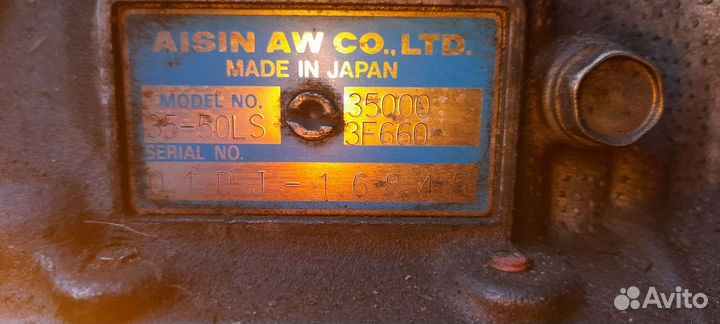 AISIN AW CO., LTD.
MADE IN JAPAN
MODEL NO. 35000
35-50LS 3F660
SERIAL NO.
01DJ-16845
Avito